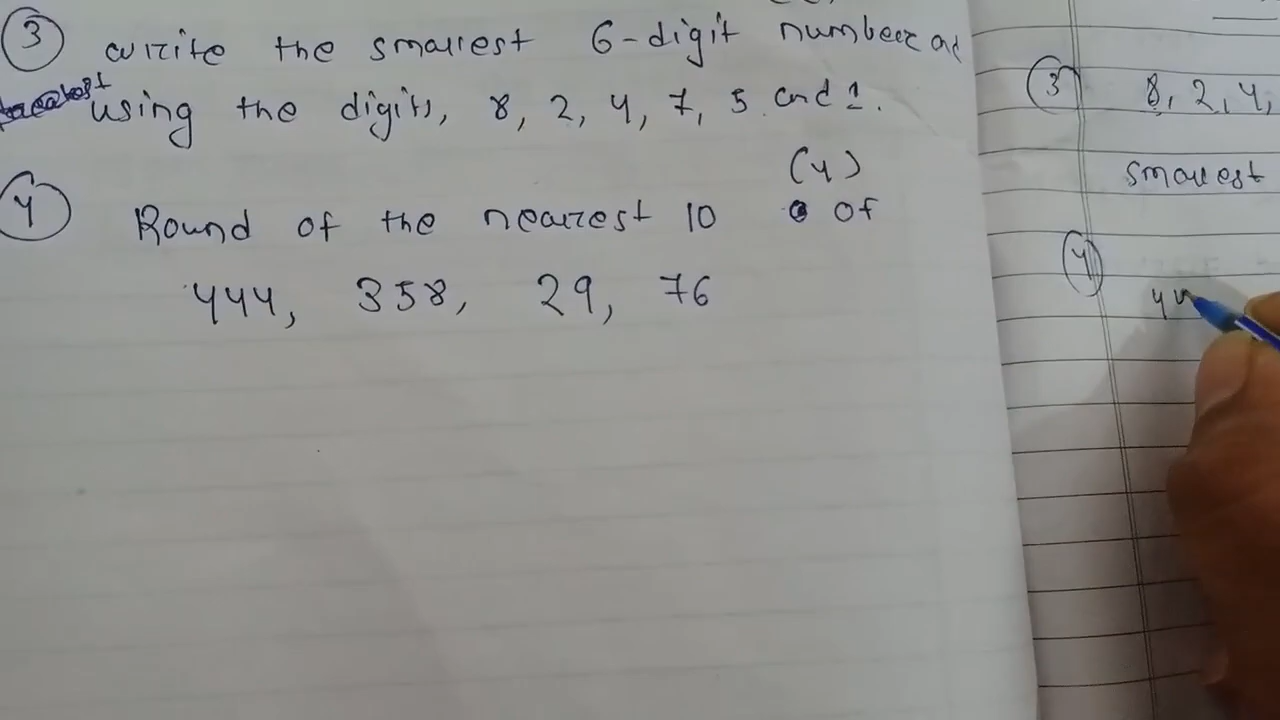 ③ write the smallest 6-digit number
using the digits, 8, 2, 4, 7, 5 and 1.
(4)
④ Round of the nearest 10 of
444, 358, 29, 76
③ 8, 2, 4,
smallest
④
44